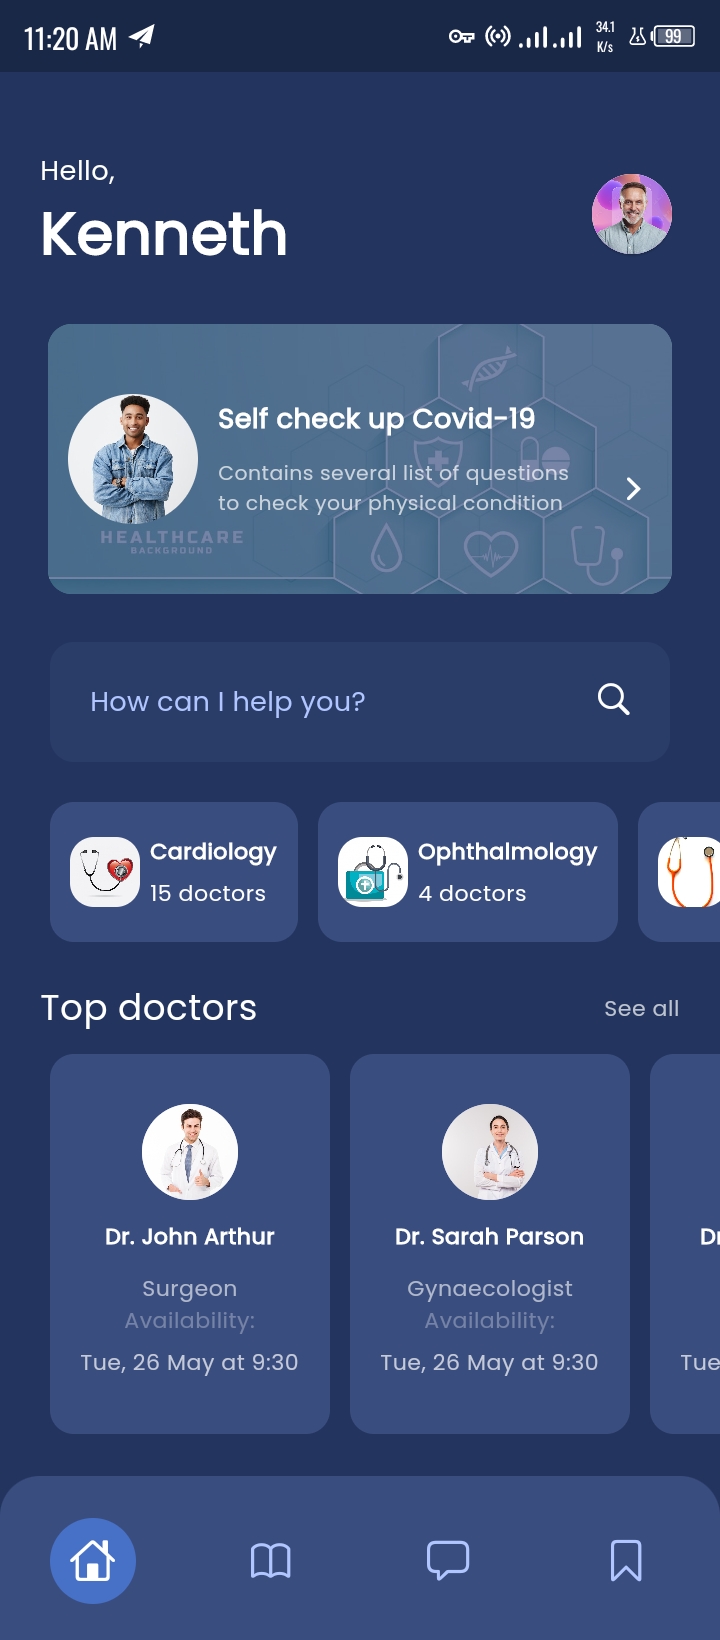 11:20 AM
34.1
K/s
99
Hello,
Kenneth
Self check up Covid-19
Contains several list of questions
to check your physical condition
HEALTHCARE
BACKGROUND
How can I help you?
Cardiology
15 doctors
Ophthalmology
4 doctors
Top doctors
See all
Dr. John Arthur
Surgeon
Availability:
Tue, 26 May at 9:30
Dr. Sarah Parson
Gynaecologist
Availability:
Tue, 26 May at 9:30
Tue